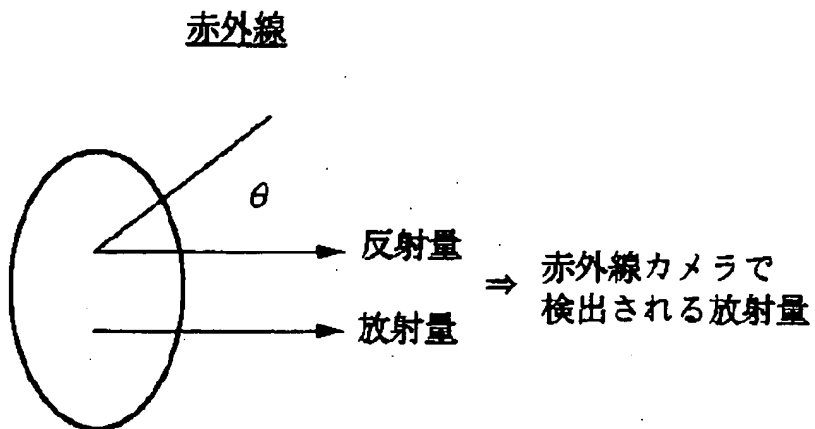 赤外線
θ
反射量
放射量
⇒ 赤外線カメラで
検出される放射量